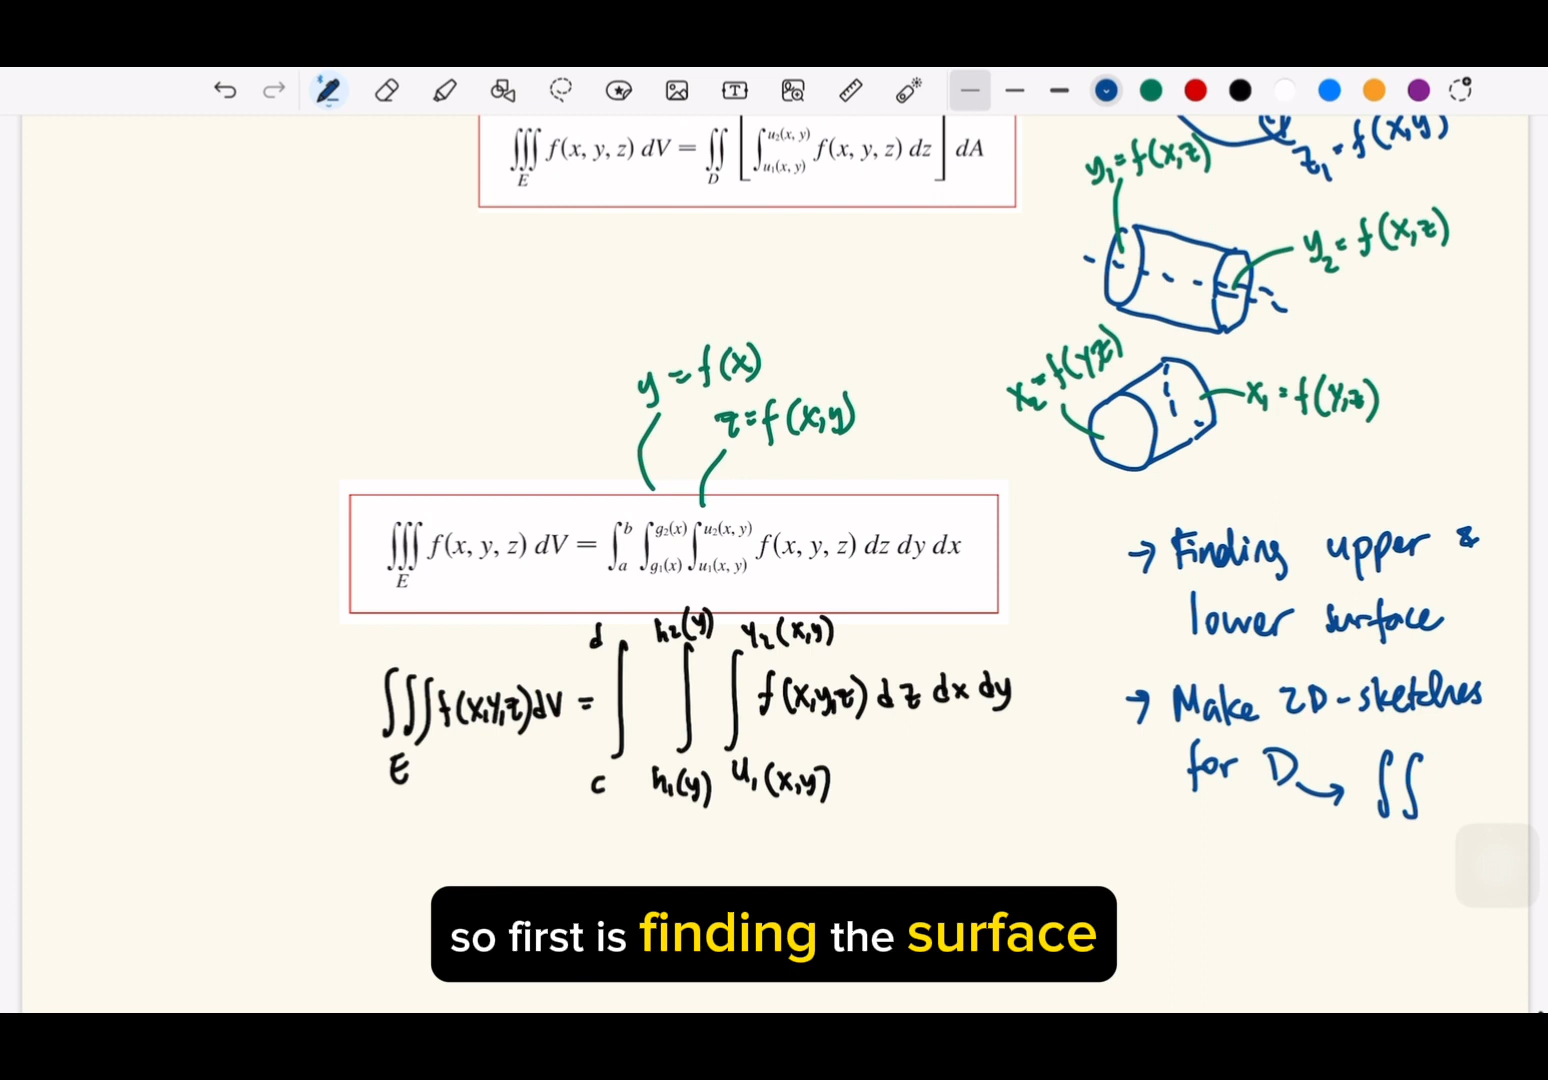 ∭_E f(x, y, z) dV = ∬_D [∫_{u₁(x, y)}^{u₂(x, y)} f(x, y, z) dz] dA
z₁ = f(x,y)
y₁ = f(x,z)
y₂ = f(x,z)
x₂ = f(y,z)
x₁ = f(y,z)
y = f(x)
z = f(x,y)
∭_E f(x, y, z) dV = ∫_a^b ∫_{g₁(x)}^{g₂(x)} ∫_{u₁(x, y)}^{u₂(x, y)} f(x, y, z) dz dy dx
∭_E f(x,y,z)dV = ∫_c^d ∫_{h₁(y)}^{h₂(y)} ∫_{u₁(x,y)}^{y₂(x,y)} f(x,y,z) dz dx dy
→ Finding upper &
lower surface
→ Make 2D-sketches
for D → ∬
so first is finding the surface